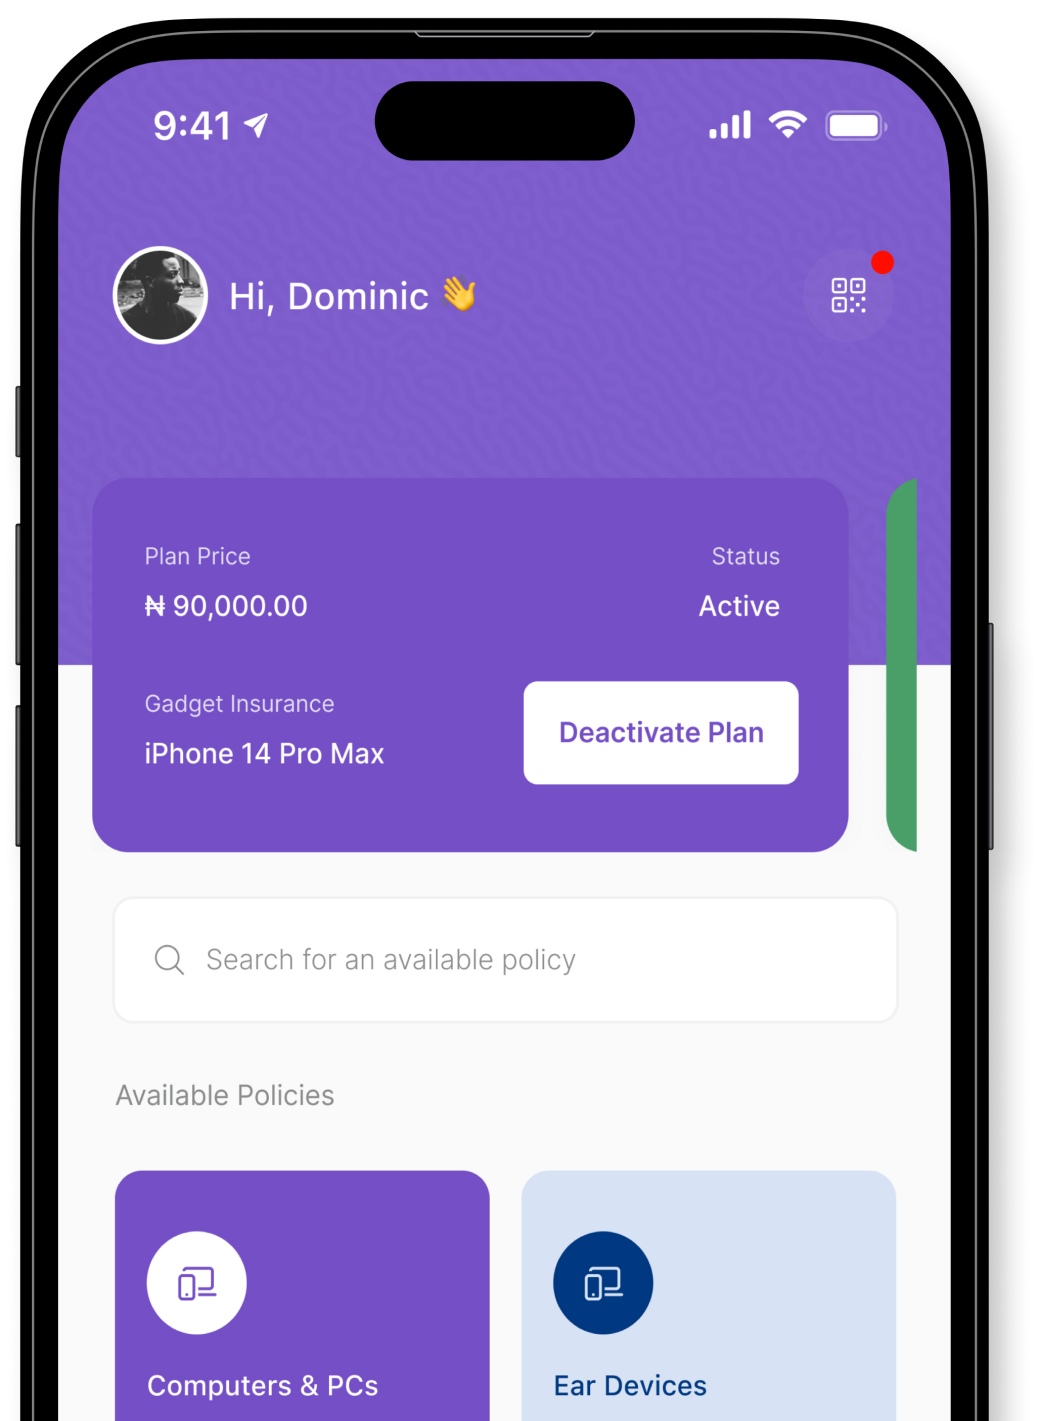 9:41
Hi, Dominic 👋
Plan Price
Status
₦ 90,000.00
Active
Gadget Insurance
iPhone 14 Pro Max
Deactivate Plan
Search for an available policy
Available Policies
Computers & PCs
Ear Devices